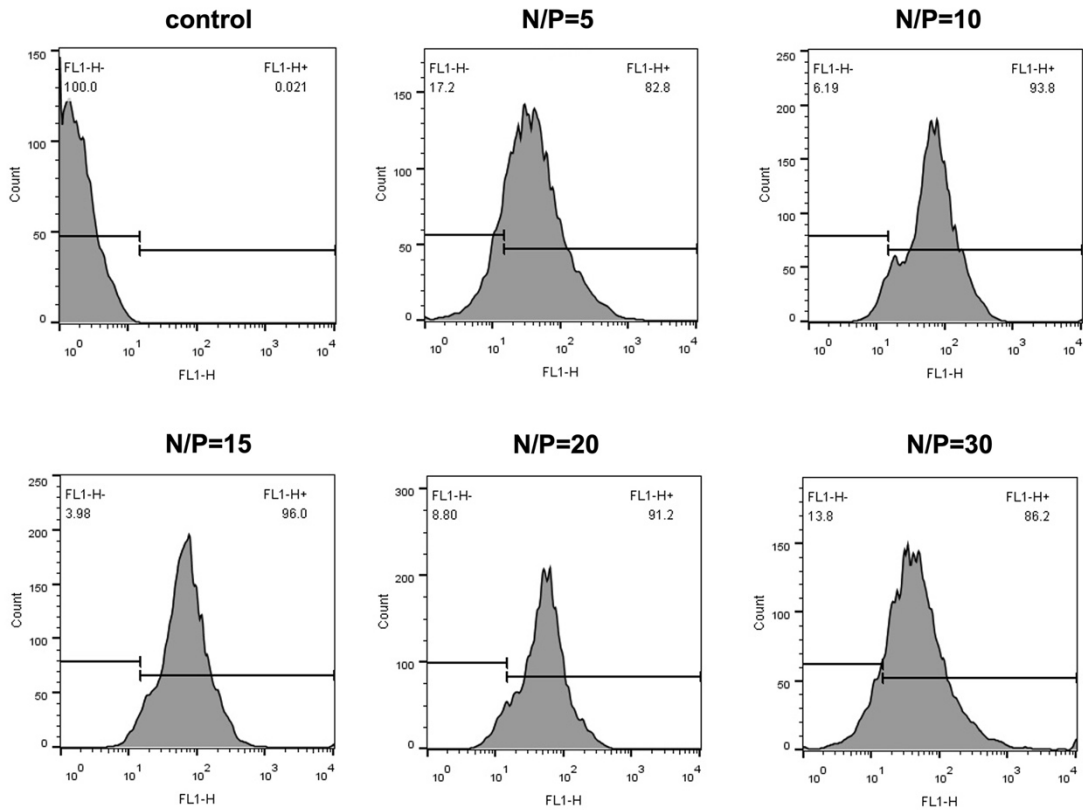 control
FL1-H- FL1-H+
100.0 0.021
150
100
50
0
Count
10^0 10^1 10^2 10^3 10^4
FL1-H
N/P=5
FL1-H- FL1-H+
17.2 82.8
150
100
50
0
Count
10^0 10^1 10^2 10^3 10^4
FL1-H
N/P=10
FL1-H- FL1-H+
6.19 93.8
250
200
150
100
50
0
Count
10^0 10^1 10^2 10^3 10^4
FL1-H
N/P=15
FL1-H- FL1-H+
3.98 96.0
250
200
150
100
50
0
Count
10^0 10^1 10^2 10^3 10^4
FL1-H
N/P=20
FL1-H- FL1-H+
8.80 91.2
300
200
100
0
Count
10^0 10^1 10^2 10^3 10^4
FL1-H
N/P=30
FL1-H- FL1-H+
13.8 86.2
150
100
50
0
Count
10^0 10^1 10^2 10^3 10^4
FL1-H